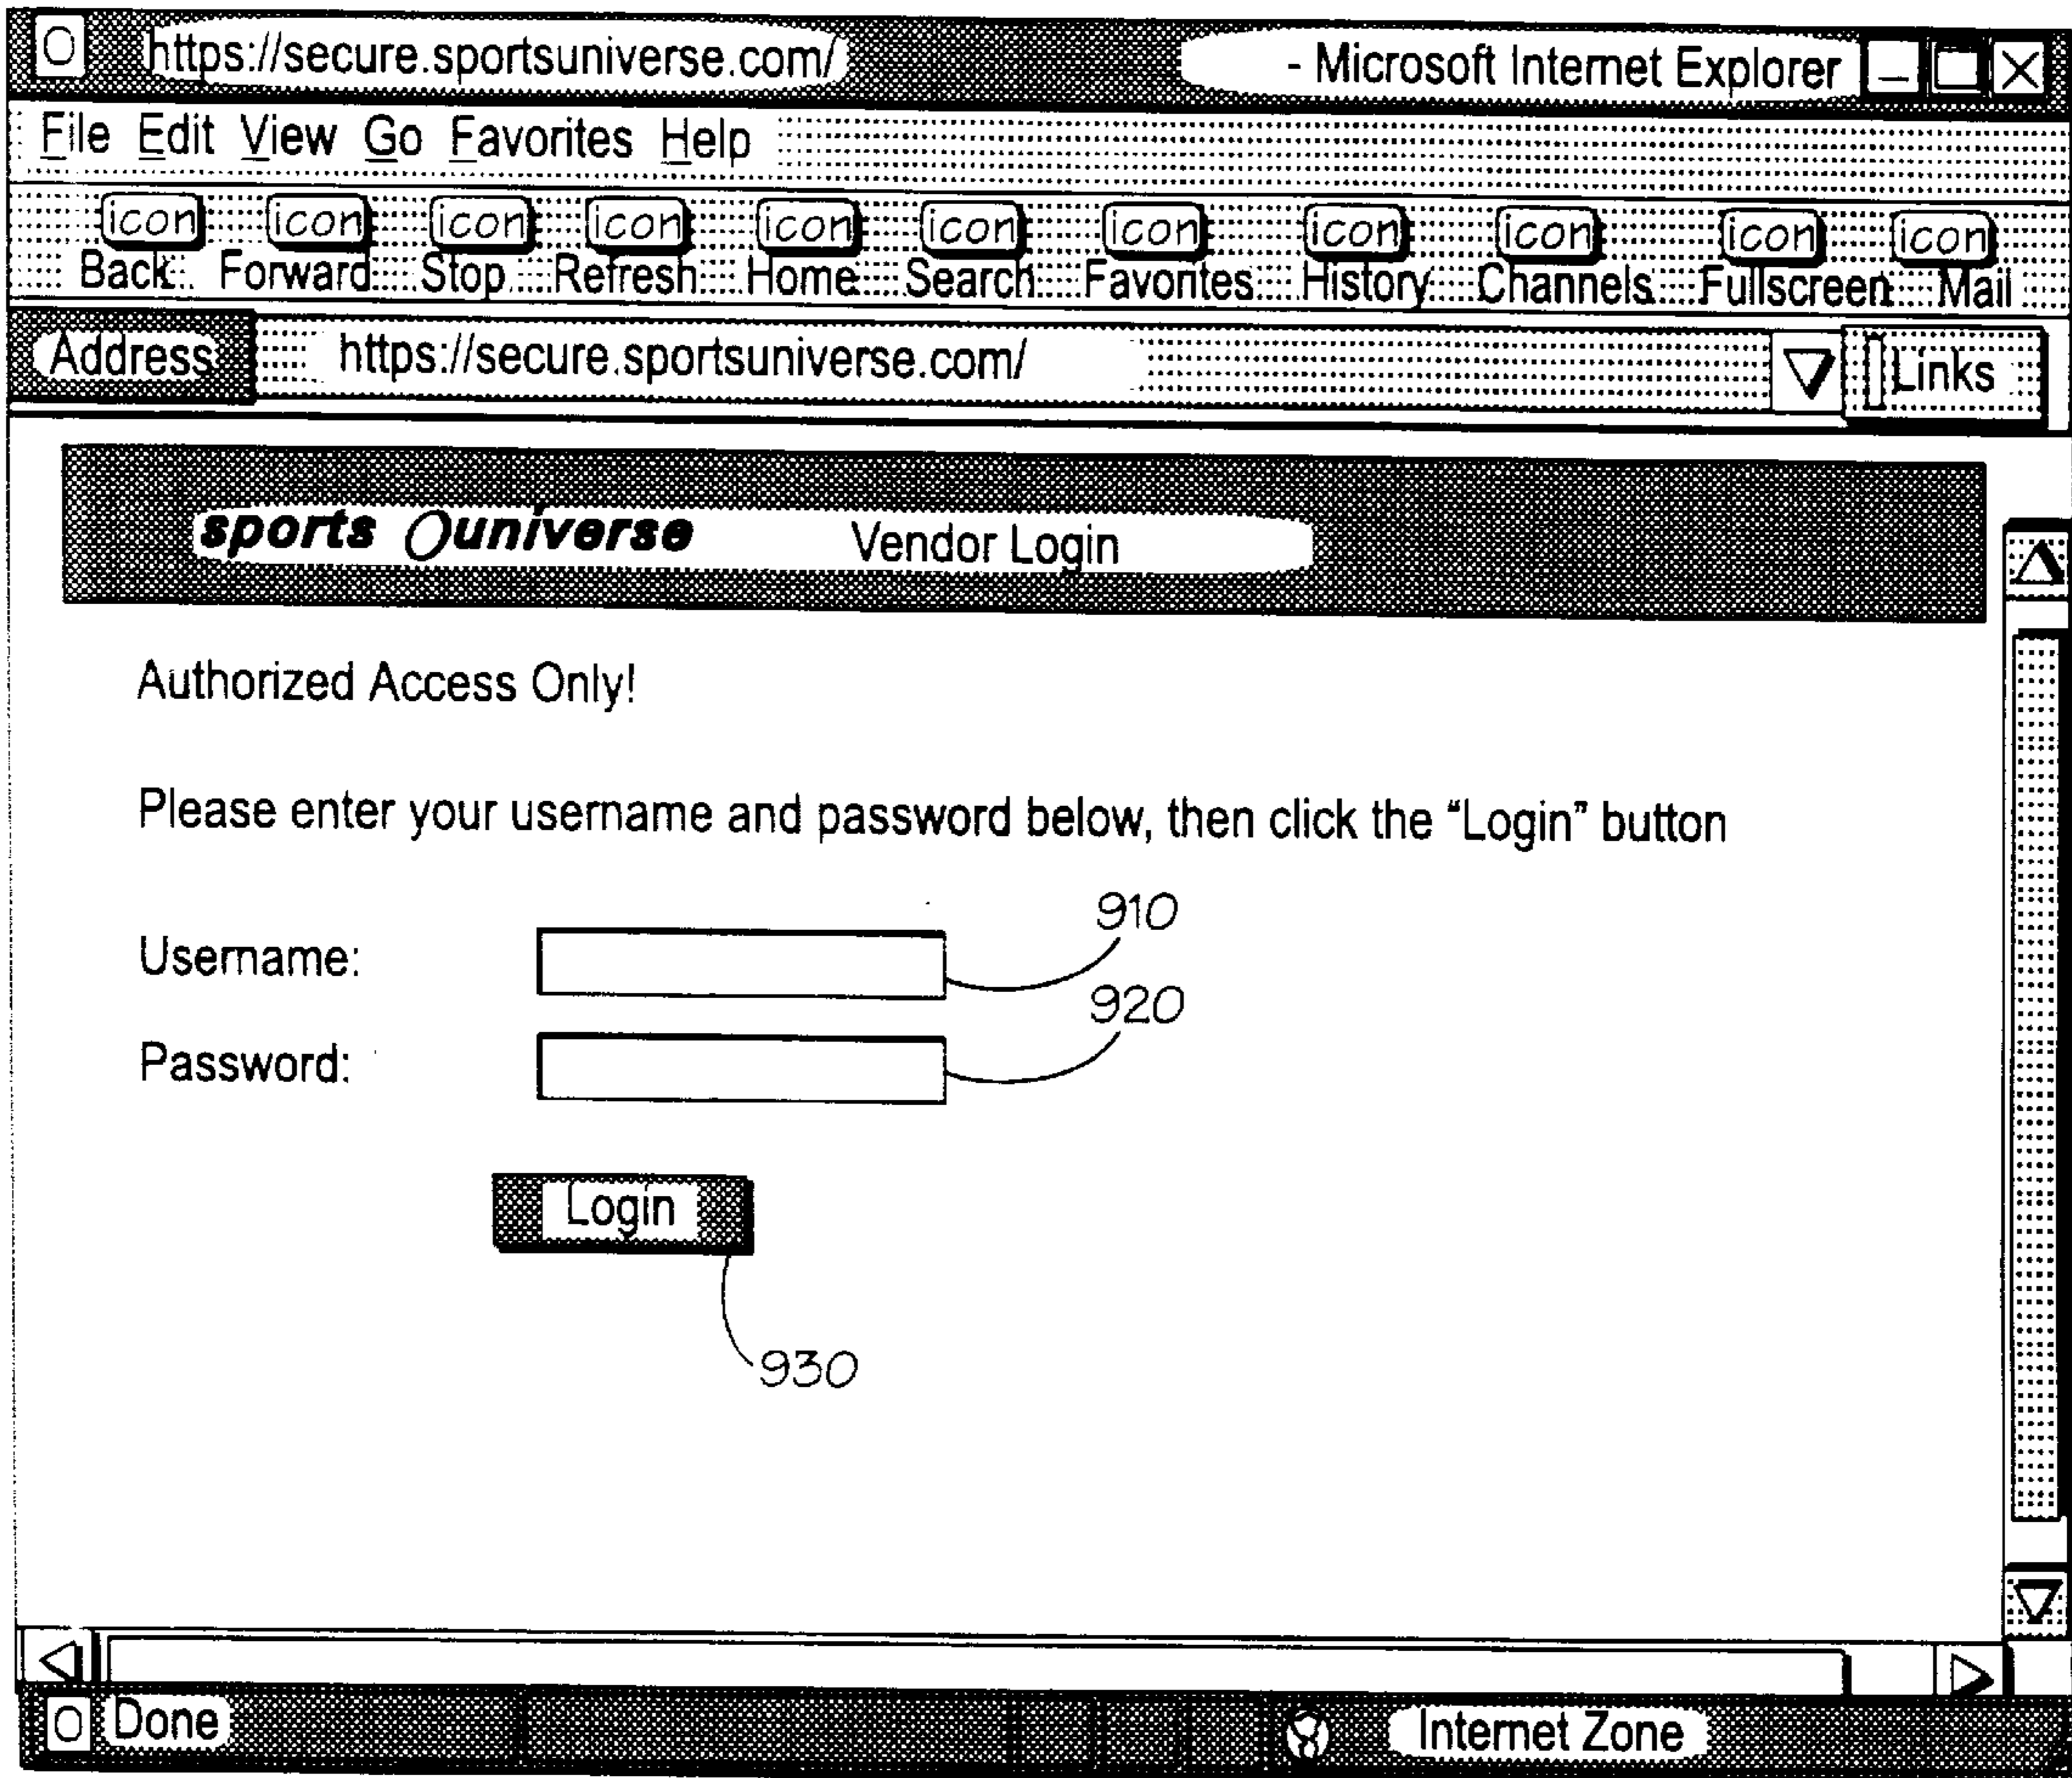 https://secure.sportsuniverse.com/ - Microsoft Internet Explorer
File Edit View Go Favorites Help
icon icon icon icon icon icon icon icon icon icon icon
Back Forward Stop Refresh Home Search Favorites History Channels Fullscreen Mail
Address https://secure.sportsuniverse.com/ Links
sports universe Vendor Login
Authorized Access Only!
Please enter your username and password below, then click the “Login” button
910
Username:
920
Password:
Login
930
Done Internet Zone